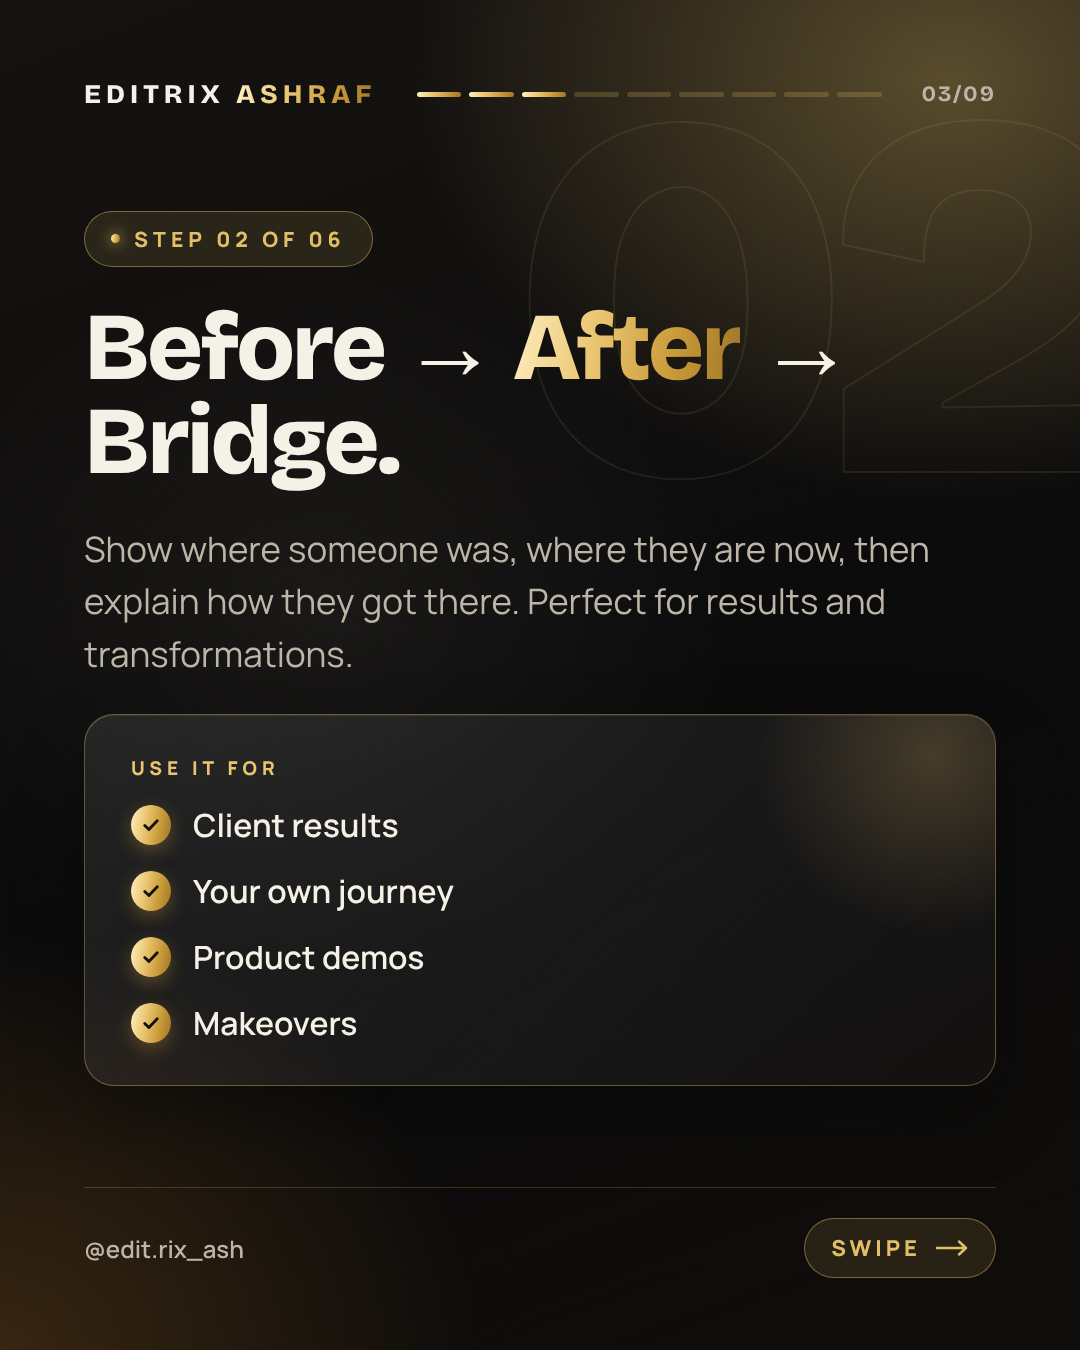 EDITRIX ASHRAF
03/09
02
STEP 02 OF 06
Before → After →
Bridge.
Show where someone was, where they are now, then
explain how they got there. Perfect for results and
transformations.
USE IT FOR
Client results
Your own journey
Product demos
Makeovers
@edit.rix_ash
SWIPE →